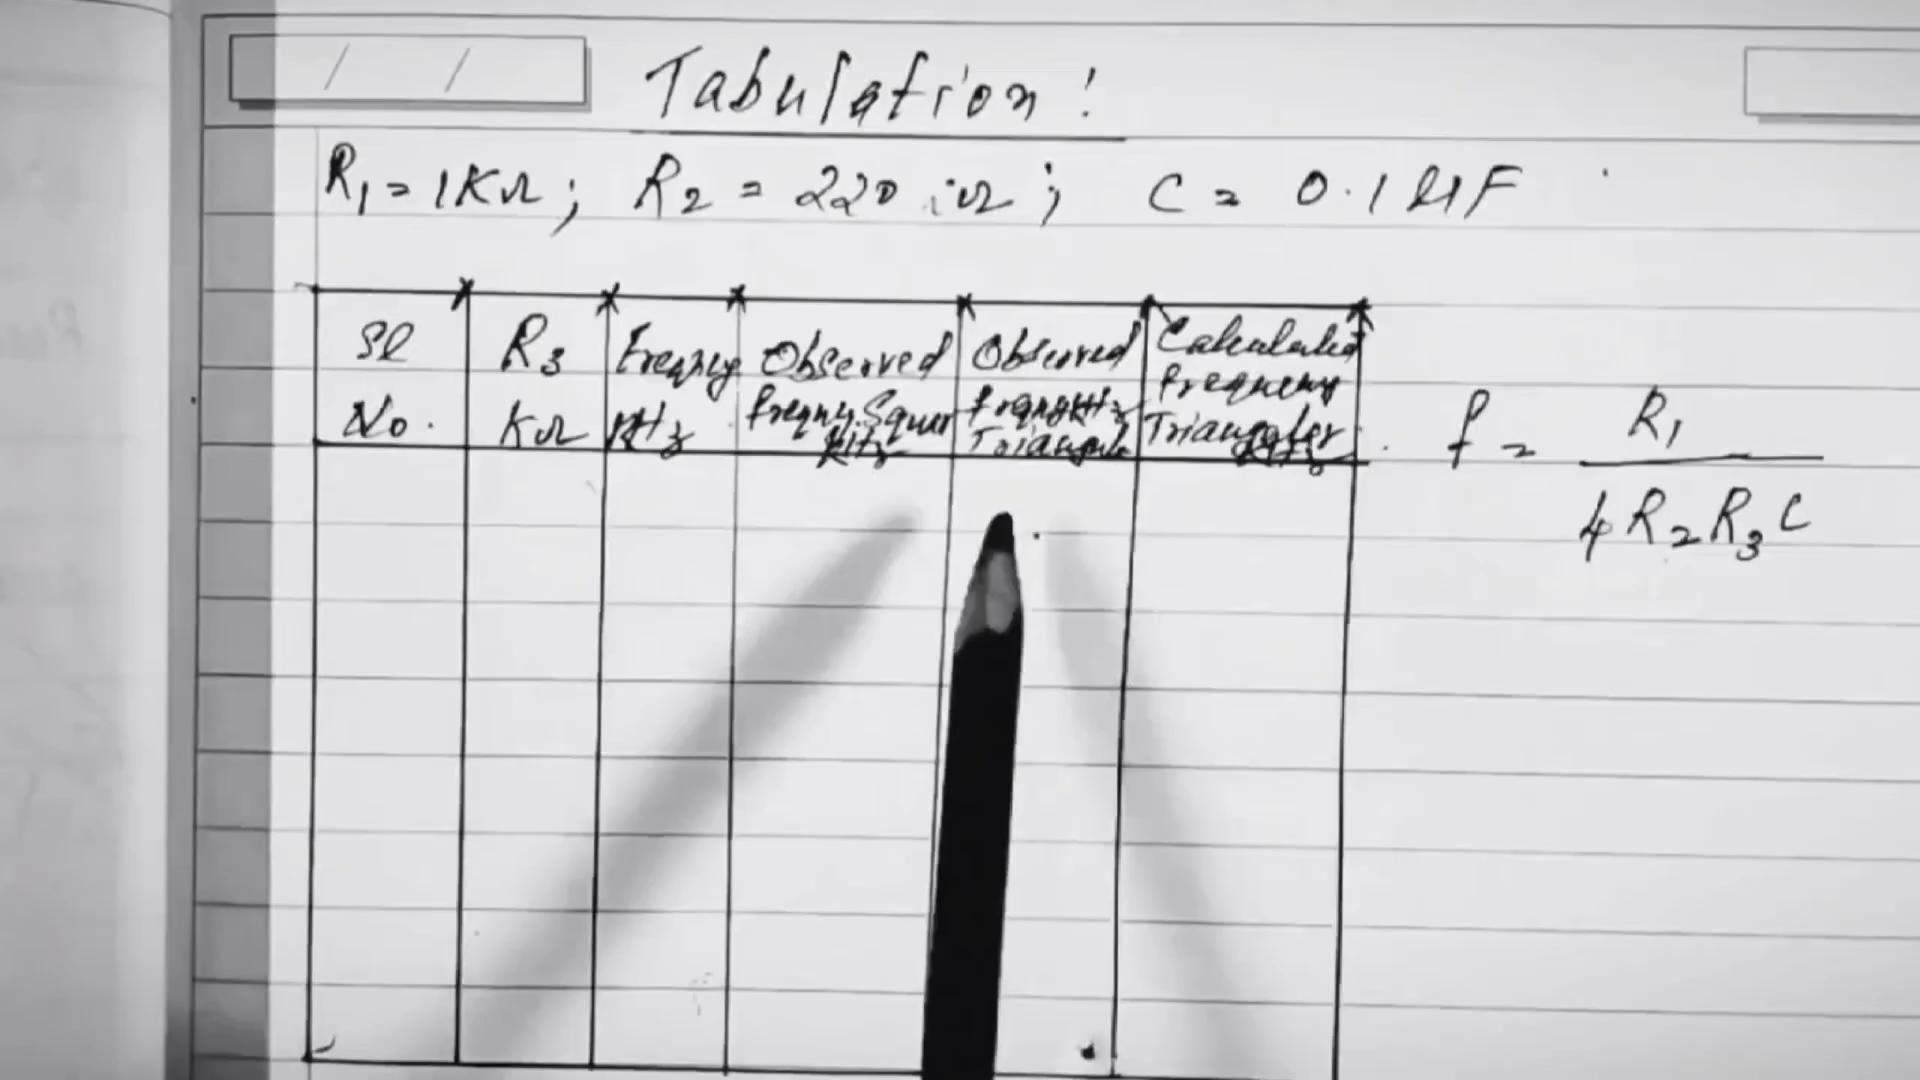 Tabulation:
R₁ = 1KΩ; R₂ = 220 Ω; C = 0.1 μF
Sl No.
R₃ KΩ
KHz
Observed
Observed
Calculated frequency
Triangular
f = R₁ / 4R₂R₃C